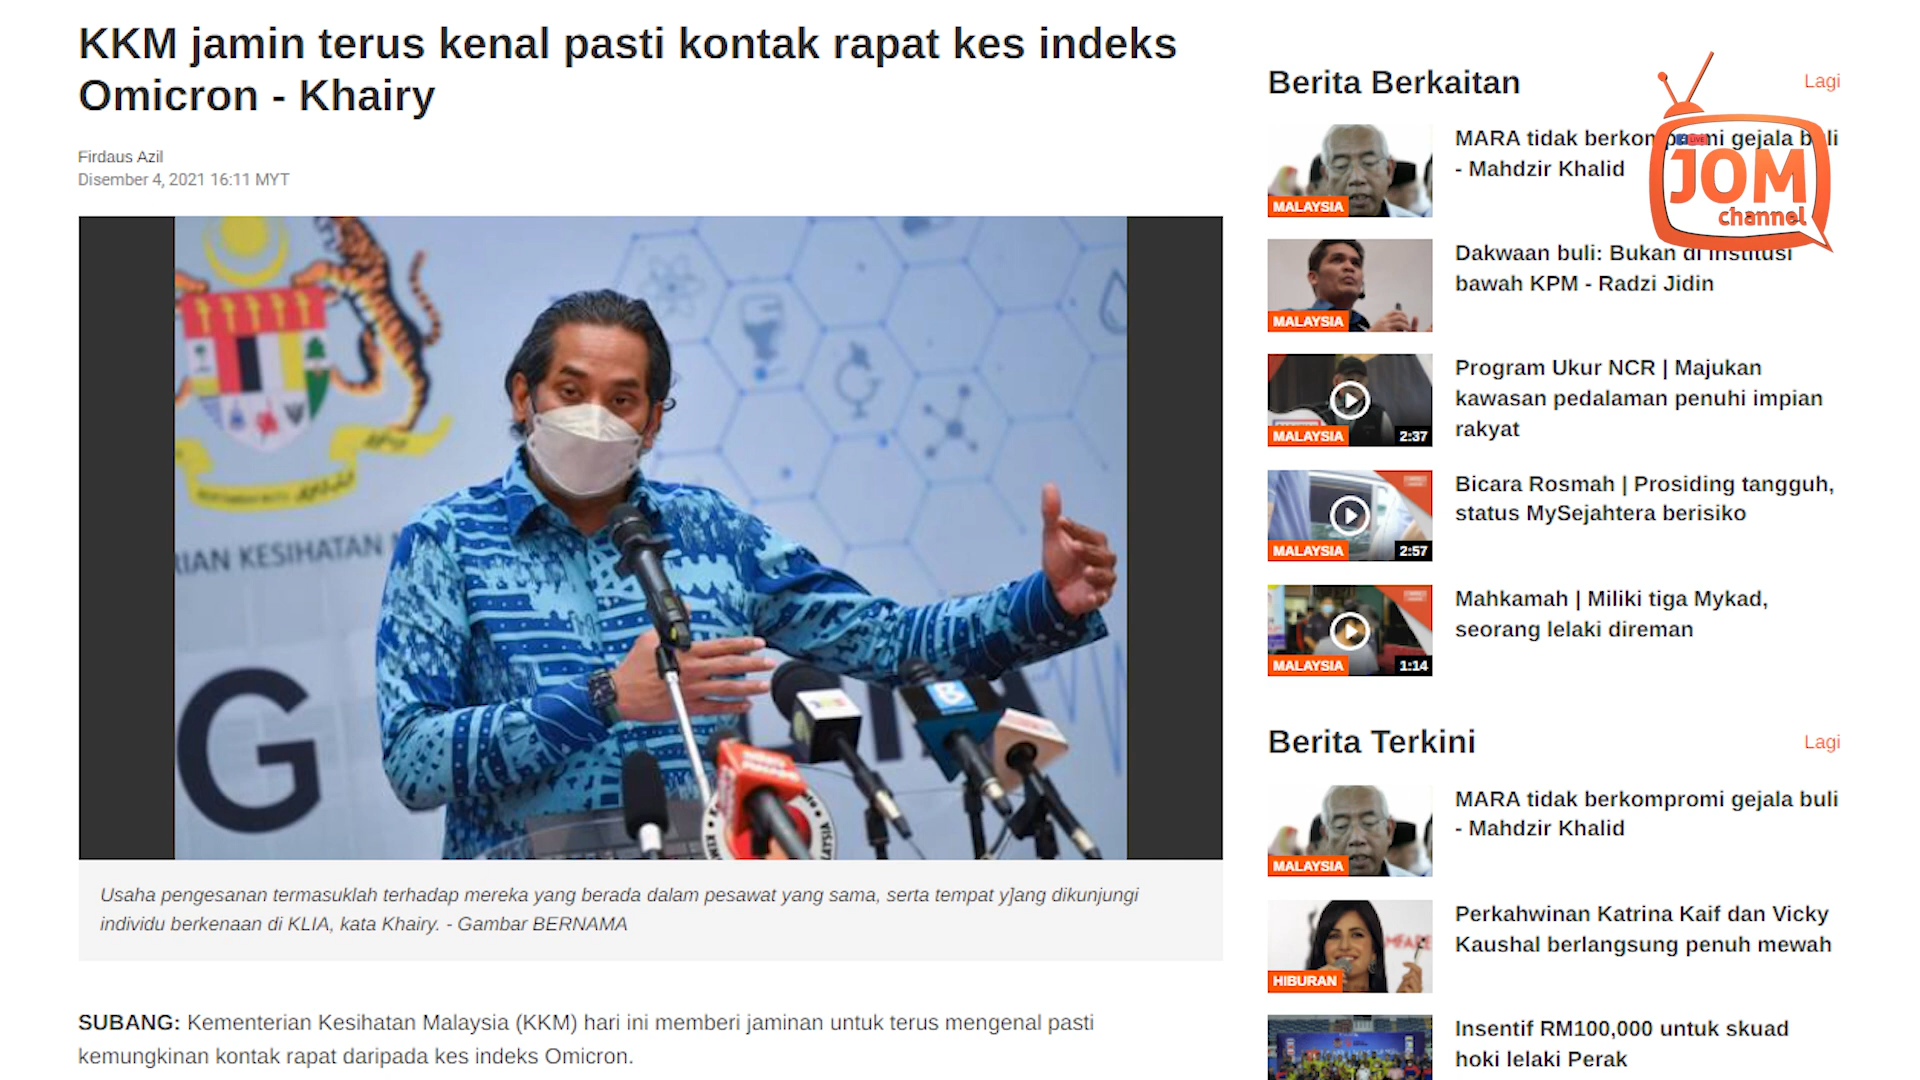 KKM jamin terus kenal pasti kontak rapat kes indeks
Omicron - Khairy
Firdaus Azil
Disember 4, 2021 16:11 MYT
RIAN KESIHATAN
G
Usaha pengesanan termasuklah terhadap mereka yang berada dalam pesawat yang sama, serta tempat y]ang dikunjungi
individu berkenaan di KLIA, kata Khairy. - Gambar BERNAMA
SUBANG: Kementerian Kesihatan Malaysia (KKM) hari ini memberi jaminan untuk terus mengenal pasti
kemungkinan kontak rapat daripada kes indeks Omicron.
Berita Berkaitan
Lagi
JOM
channel
MARA tidak berkompromi gejala buli
- Mahdzir Khalid
MALAYSIA
Dakwaan buli: Bukan di institusi
bawah KPM - Radzi Jidin
MALAYSIA
Program Ukur NCR | Majukan
kawasan pedalaman penuhi impian
rakyat
MALAYSIA
2:37
Bicara Rosmah | Prosiding tangguh,
status MySejahtera berisiko
MALAYSIA
2:57
Mahkamah | Miliki tiga Mykad,
seorang lelaki direman
MALAYSIA
1:14
Berita Terkini
Lagi
MARA tidak berkompromi gejala buli
- Mahdzir Khalid
MALAYSIA
Perkahwinan Katrina Kaif dan Vicky
Kaushal berlangsung penuh mewah
HIBURAN
Insentif RM100,000 untuk skuad
hoki lelaki Perak